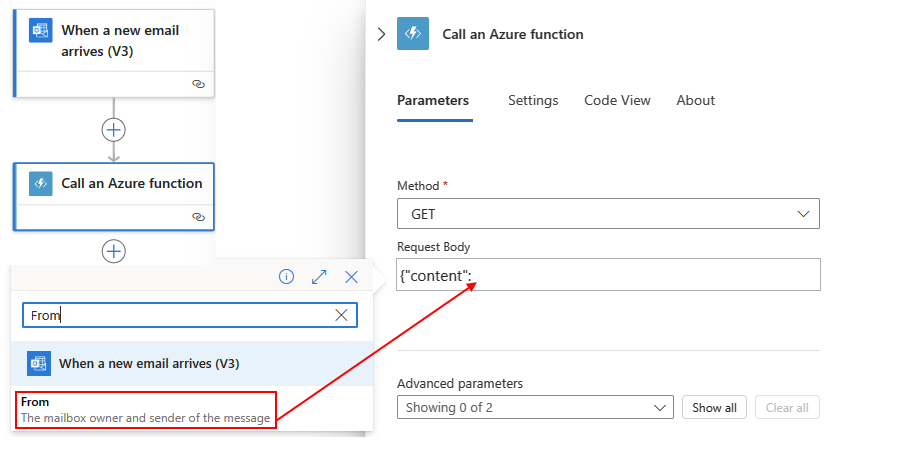 When a new email
arrives (V3)
Call an Azure function
From
When a new email arrives (V3)
From
The mailbox owner and sender of the message
Call an Azure function
Parameters
Settings
Code View
About
Method *
GET
Request Body
{"content":
Advanced parameters
Showing 0 of 2
Show all
Clear all